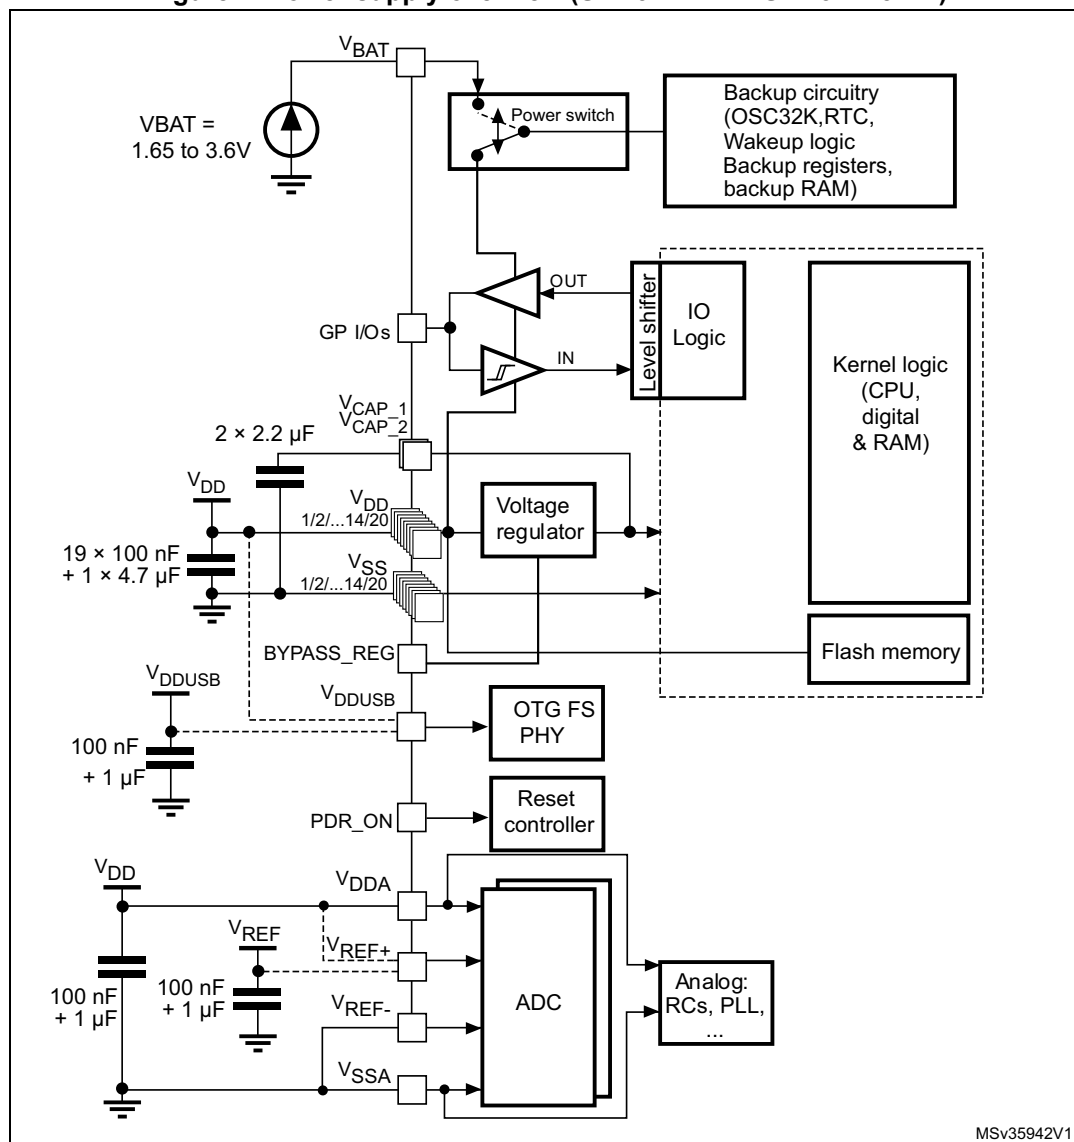 VBAT
VBAT =
1.65 to 3.6V
Power switch
Backup circuitry
(OSC32K,RTC,
Wakeup logic
Backup registers,
backup RAM)
OUT
GP I/Os
IN
Level shifter
IO
Logic
Kernel logic
(CPU,
digital
& RAM)
VCAP_1
VCAP_2
2 × 2.2 µF
VDD
VDD
1/2/...14/20
Voltage
regulator
19 × 100 nF
+ 1 × 4.7 µF
VSS
1/2/...14/20
BYPASS_REG
Flash memory
VDDUSB
VDDUSB
OTG FS
PHY
100 nF
+ 1 µF
PDR_ON
Reset
controller
VDD
VDDA
VREF
VREF+
100 nF
+ 1 µF
100 nF
+ 1 µF
VREF-
ADC
Analog:
RCs, PLL,
...
VSSA
MSv35942V1